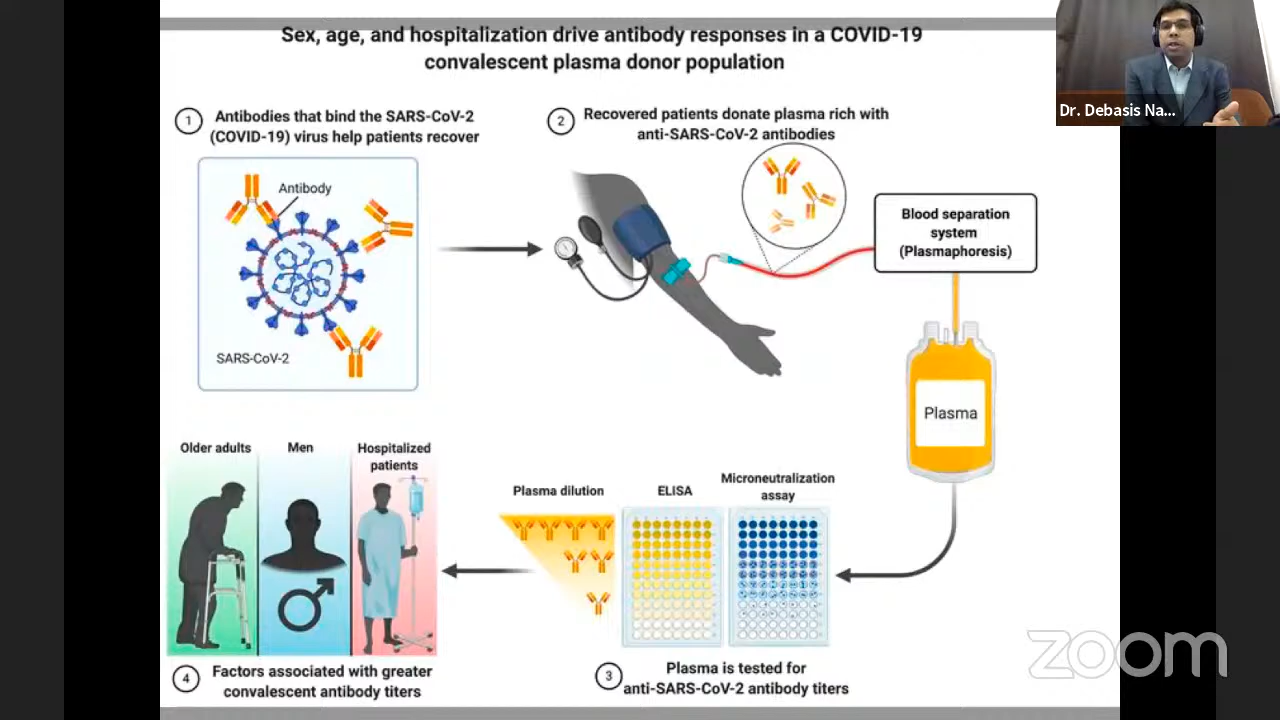 Sex, age, and hospitalization drive antibody responses in a COVID-19
convalescent plasma donor population
Dr. Debasis Na...
1
Antibodies that bind the SARS-CoV-2
(COVID-19) virus help patients recover
Antibody
SARS-CoV-2
2
Recovered patients donate plasma rich with
anti-SARS-CoV-2 antibodies
Blood separation
system
(Plasmaphoresis)
Plasma
Plasma dilution
ELISA
Microneutralization
assay
3
Plasma is tested for
anti-SARS-CoV-2 antibody titers
Older adults
Men
Hospitalized
patients
4
Factors associated with greater
convalescent antibody titers
zoom